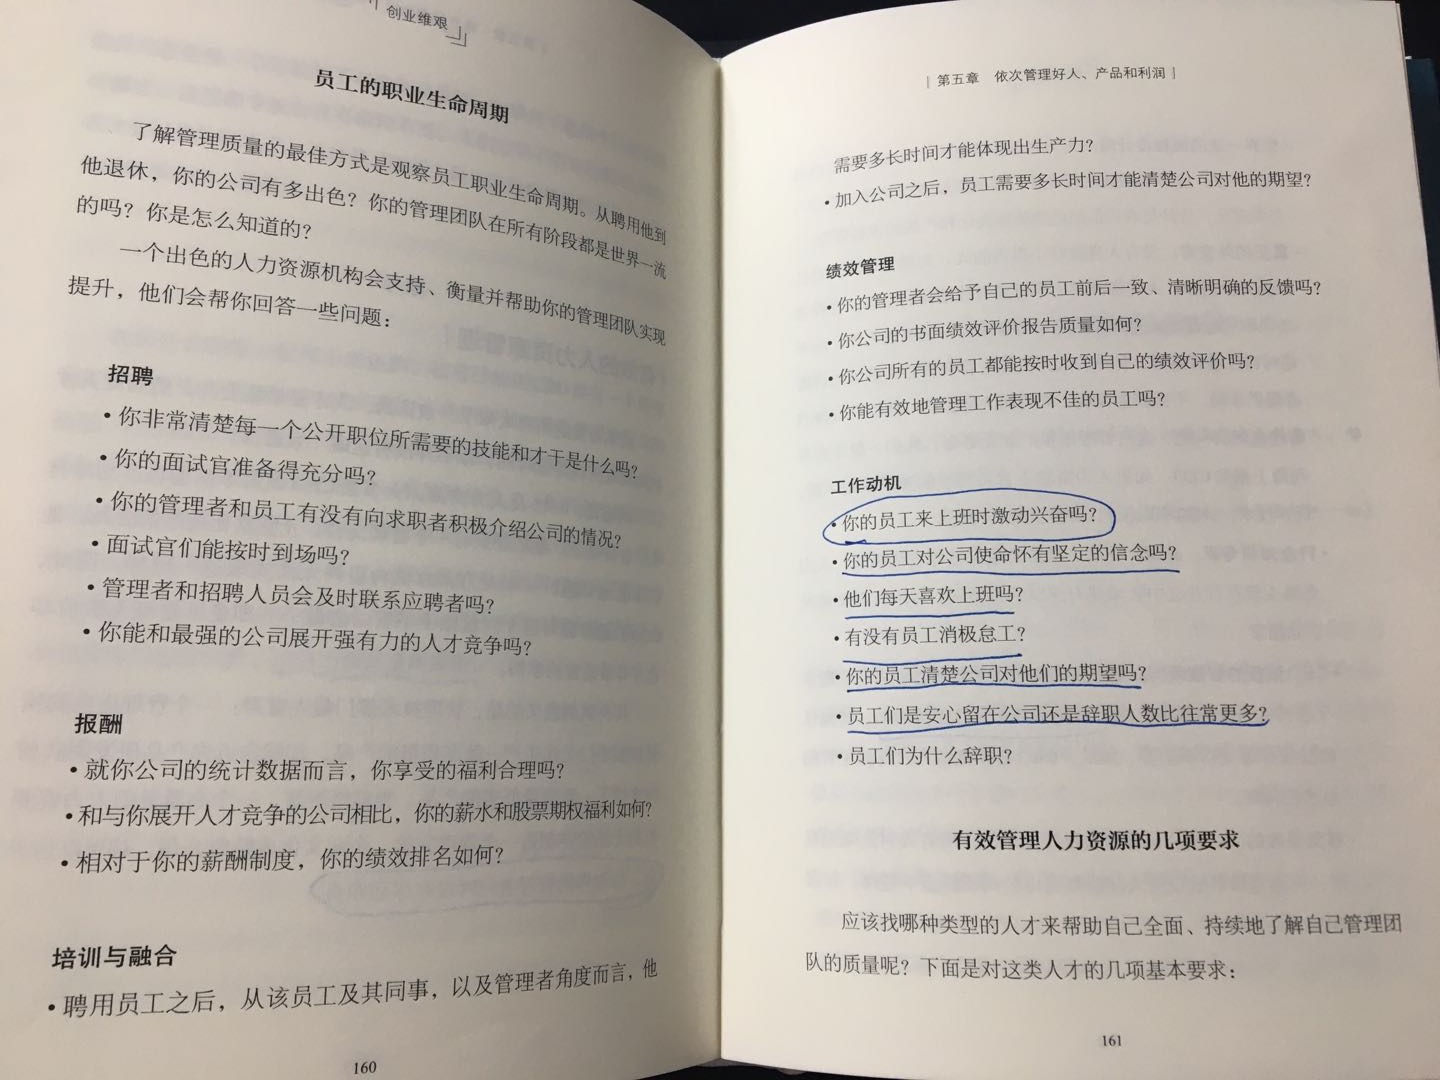 创业维艰
员工的职业生命周期
了解管理质量的最佳方式是观察员工职业生命周期。从聘用他到
他退休，你的公司有多出色？你的管理团队在所有阶段都是世界一流
的吗？你是怎么知道的？
一个出色的人力资源机构会支持、衡量并帮助你的管理团队实现
提升，他们会帮你回答一些问题：
招聘
• 你非常清楚每一个公开职位所需要的技能和才干是什么吗？
• 你的面试官准备得充分吗？
• 你的管理者和员工有没有向求职者积极介绍公司的情况？
• 面试官们能按时到场吗？
• 管理者和招聘人员会及时联系应聘者吗？
• 你能和最强的公司展开强有力的人才竞争吗？
报酬
• 就你公司的统计数据而言，你享受的福利合理吗？
• 和与你展开人才竞争的公司相比，你的薪水和股票期权福利如何？
• 相对于你的薪酬制度，你的绩效排名如何？
培训与融合
• 聘用员工之后，从该员工及其同事，以及管理者角度而言，他
160
第五章 依次管理好人、产品和利润
需要多长时间才能体现出生产力？
• 加入公司之后，员工需要多长时间才能清楚公司对他的期望？
绩效管理
• 你的管理者会给予自己的员工前后一致、清晰明确的反馈吗？
• 你公司的书面绩效评价报告质量如何？
• 你公司所有的员工都能按时收到自己的绩效评价吗？
• 你能有效地管理工作表现不佳的员工吗？
工作动机
• 你的员工来上班时激动兴奋吗？
• 你的员工对公司使命怀有坚定的信念吗？
• 他们每天喜欢上班吗？
• 有没有员工消极怠工？
• 你的员工清楚公司对他们的期望吗？
• 员工们是安心留在公司还是辞职人数比往常更多？
• 员工们为什么辞职？
有效管理人力资源的几项要求
应该找哪种类型的人才来帮助自己全面、持续地了解自己管理团
队的质量呢？下面是对这类人才的几项基本要求：
161